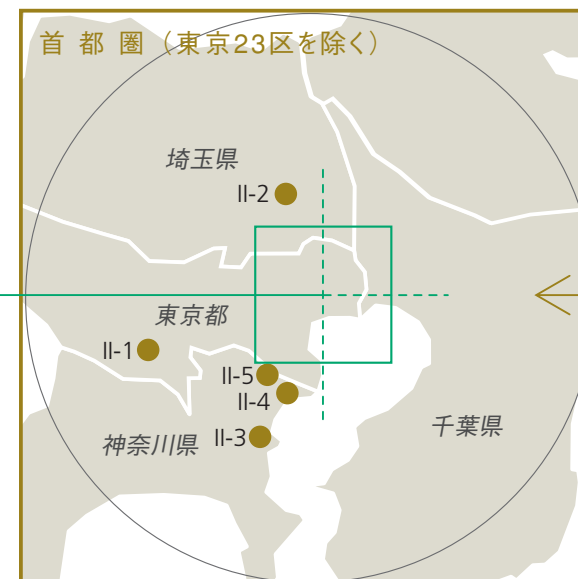 首都圏（東京23区を除く）
埼玉県
II-2
東京都
II-1
II-5
II-4
千葉県
神奈川県
II-3